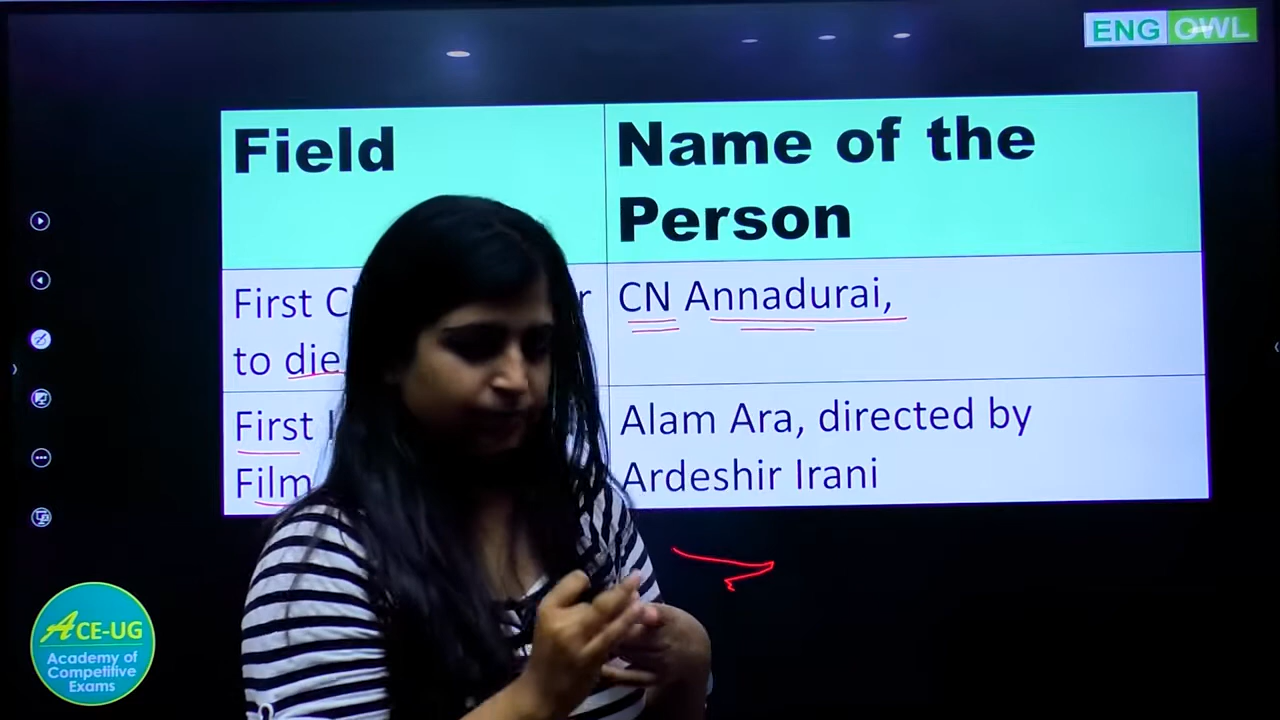 ENG OWL
Field
Name of the
Person
First C r
to die
CN Annadurai,
First
Film
Alam Ara, directed by
Ardeshir Irani
ACE-UG
Academy of
Competitive
Exams